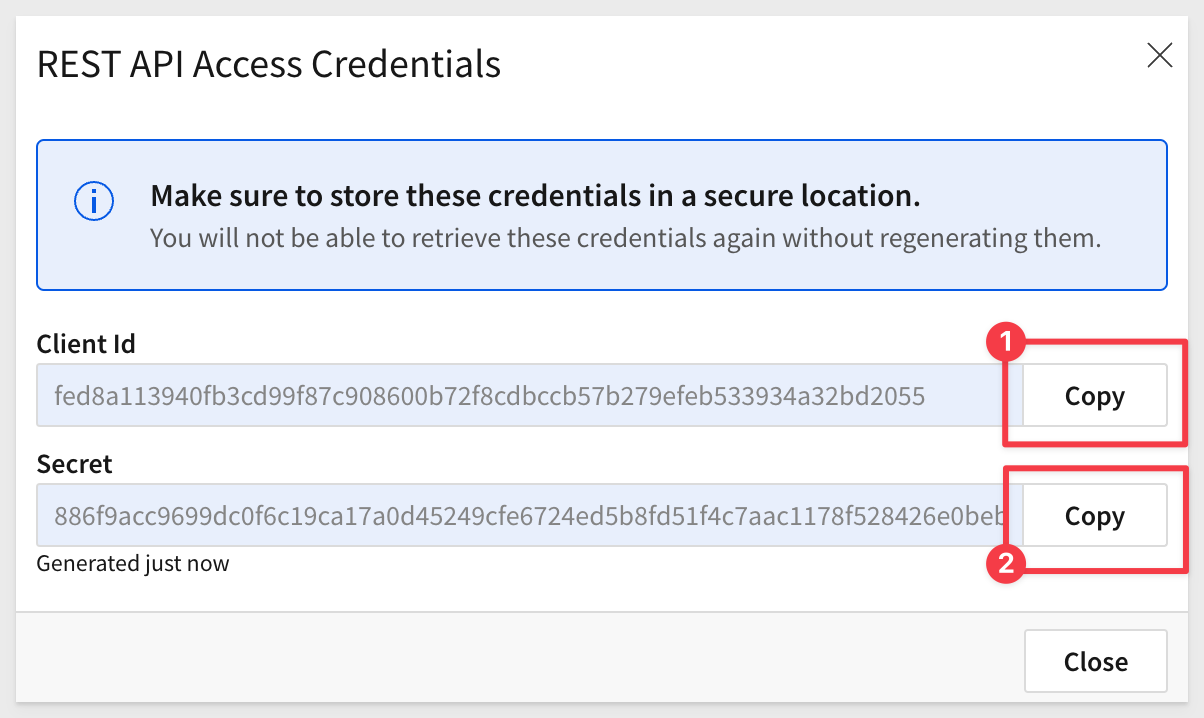 REST API Access Credentials
Make sure to store these credentials in a secure location.
You will not be able to retrieve these credentials again without regenerating them.
Client Id
1
fed8a113940fb3cd99f87c908600b72f8cdbccb57b279efeb533934a32bd2055
Copy
Secret
886f9acc9699dc0f6c19ca17a0d45249cfe6724ed5b8fd51f4c7aac1178f528426e0beb
Copy
Generated just now
2
Close